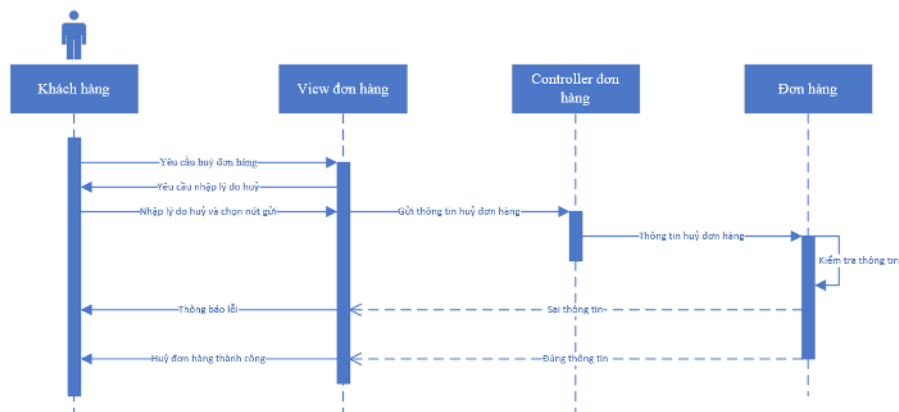 Khách hàng
View đơn hàng
Controller đơn
hàng
Đơn hàng
Yêu cầu huỷ đơn hàng
Yêu cầu nhập lý do huỷ
Nhập lý do huỷ và chọn nút gửi
Gửi thông tin huỷ đơn hàng
Thông tin huỷ đơn hàng
Kiểm tra thông tin
Thông báo lỗi
Sai thông tin
Huỷ đơn hàng thành công
Đúng thông tin